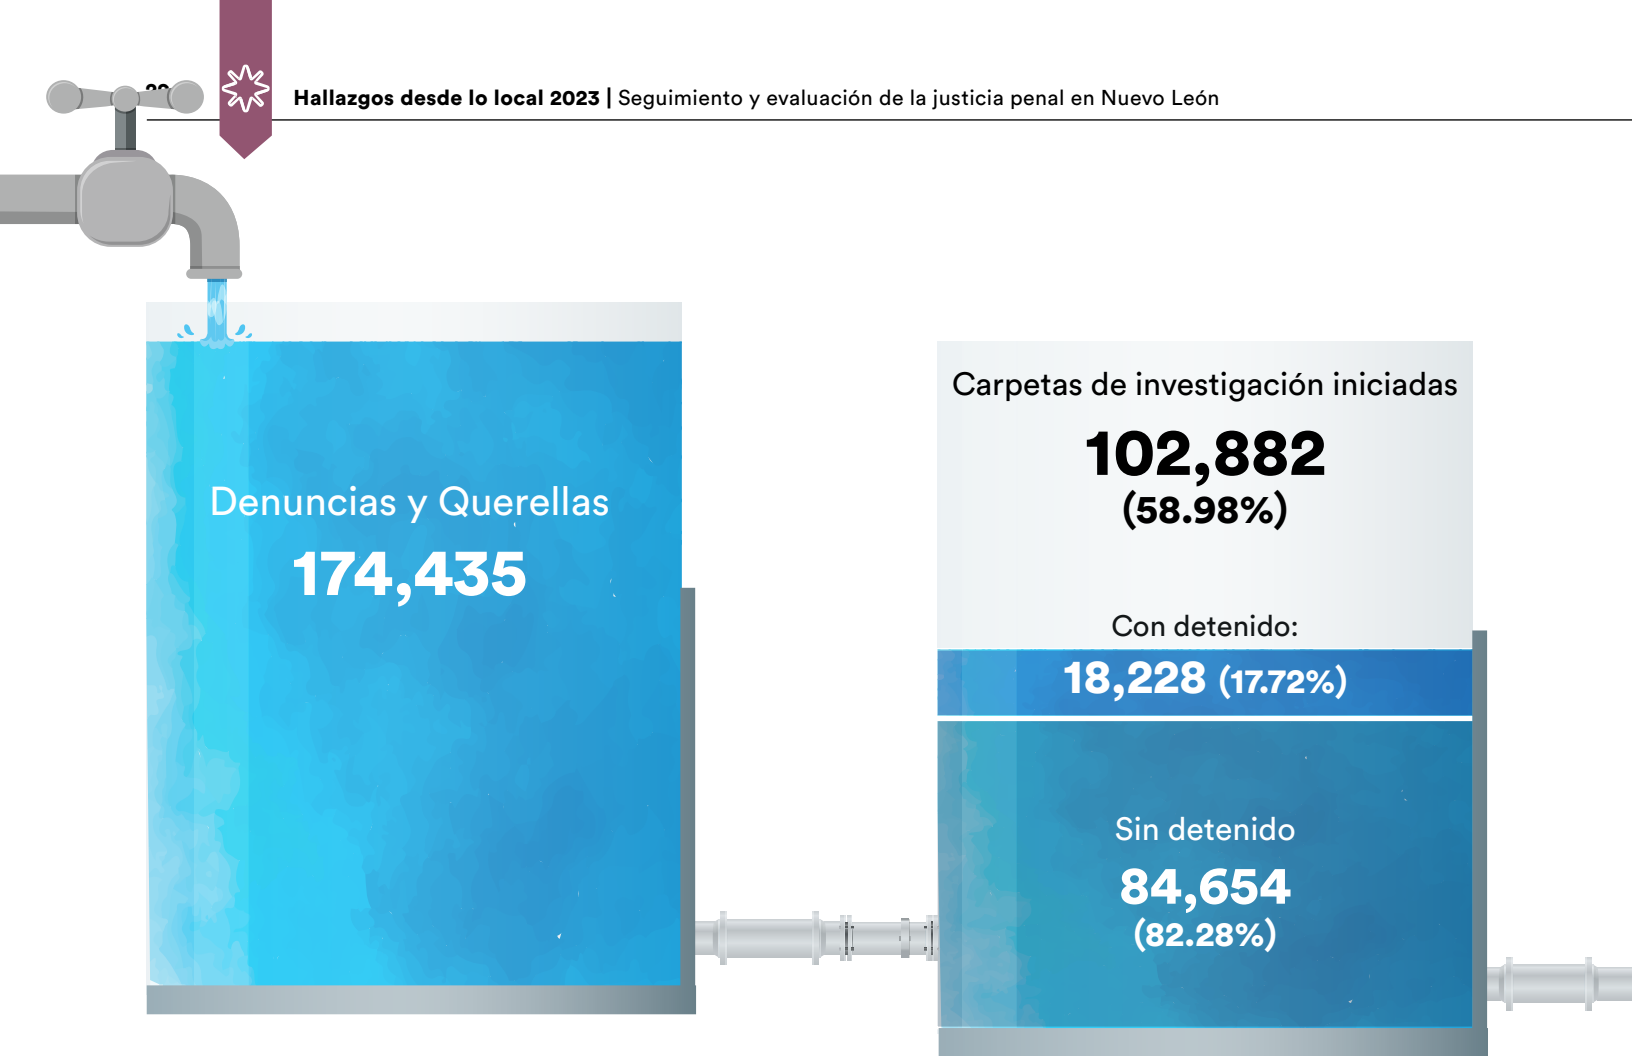 Hallazgos desde lo local 2023 | Seguimiento y evaluación de la justicia penal en Nuevo León
Denuncias y Querellas
174,435
Carpetas de investigación iniciadas
102,882
(58.98%)
Con detenido:
18,228 (17.72%)
Sin detenido
84,654
(82.28%)